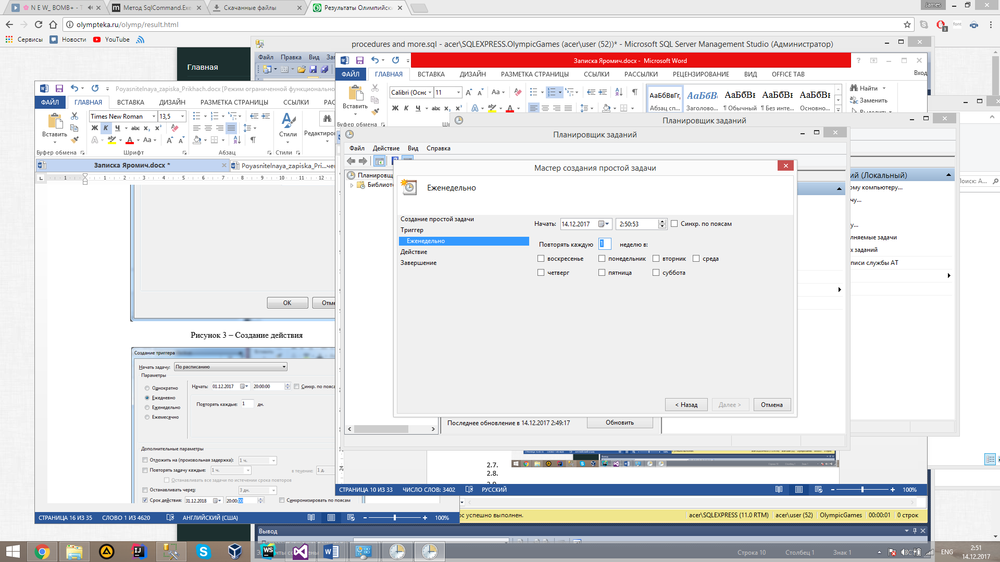 N E W_ BOMB+ - T
Метод SqlCommand.Exe
Скачанные файлы
Результаты Олимпийски
James
olympteka.ru/olymp/result.html
font
3
Сервисы
Новости
YouTube
procedures and more.sql - acer\SQLEXPRESS.OlympicGames (acer\user (52))* - Microsoft SQL Server Management Studio (Администратор)
Файл Правка Вид
Главная
Записка Яромич.docx - Microsoft Word
ФАЙЛ ГЛАВНАЯ ВСТАВКА ДИЗАЙН РАЗМЕТКА СТРАНИЦЫ ССЫЛКИ РАССЫЛКИ РЕЦЕНЗИРОВАНИЕ ВИД OFFICE TAB
Вход
Calibri (Оснс 11
Вставить
Буфер обмена
АаБбВвГг, АаБбВ АаБбВı АаБбВı АаБбВı
Абзац сп... Заголово... ¶ Обычный ¶ Без инте... Основно...
Найти
Заменить
Выделить
Poyasnitelnaya_zapiska_Prikhach.docx [Режим ограниченной функционально
ФАЙЛ ГЛАВНАЯ ВСТАВКА ДИЗАЙН РАЗМЕТКА СТРАНИЦЫ ССЫЛКИ РАС
Times New Roman 13,5
Вставить
Стили
Редактиро
Буфер обмена Шрифт Абзац Стили
Записка Яромич.docx *
Poyasnitelnaya_zapiska_Pri...чен
OK
Отме
Рисунок 3 – Создание действия
Создание триггера
Начать задачу: По расписанию
Параметры
Однократно
Ежедневно
Еженедельно
Ежемесячно
Начать: 01.12.2017 20:00:00 Синхр. по пояса
Повторять каждые: 1 дн.
Дополнительные параметры
Отложить на (произвольная задержка): 1 ч.
Повторять задачу каждые: 1 ч. в течение: 1 д.
Останавливать все задачи по истечении срока повторов
Останавливать через: 3 дн.
Срок действия: 31.12.2018 20:00:00 Синхронизировать по поясам
СТРАНИЦА 16 ИЗ 35 СЛОВО 1 ИЗ 4620 АНГЛИЙСКИЙ (США) 100%
Планировщик заданий
Планировщик заданий
Файл Действие Вид Справка
Планировщ
Библиоте
Мастер создания простой задачи
Еженедельно
Создание простой задачи
Триггер
Еженедельно
Действие
Завершение
Начать: 14.12.2017 2:50:53 Синхр. по поясам
Повторять каждую 1 неделю в:
воскресенье понедельник вторник среда
четверг пятница суббота
< Назад Далее > Отмена
Последнее обновление в 14.12.2017 2:49:17 Обновить
ий (Локальный)
ому компьютеру...
чу...
у...
лняемые задачи
х заданий
писи службы АТ
Поиск: А...
2.7.
2.8.
СТРАНИЦА 10 ИЗ 33 ЧИСЛО СЛОВ: 3402 РУССКИЙ 100%
ос успешно выполнен. acer\SQLEXPRESS (11.0 RTM) acer\user (52) OlympicGames 00:00:01 0 строк
Вывод
Строка 10 Столбец 1 Знак 1
ENG
2:51
14.12.2017